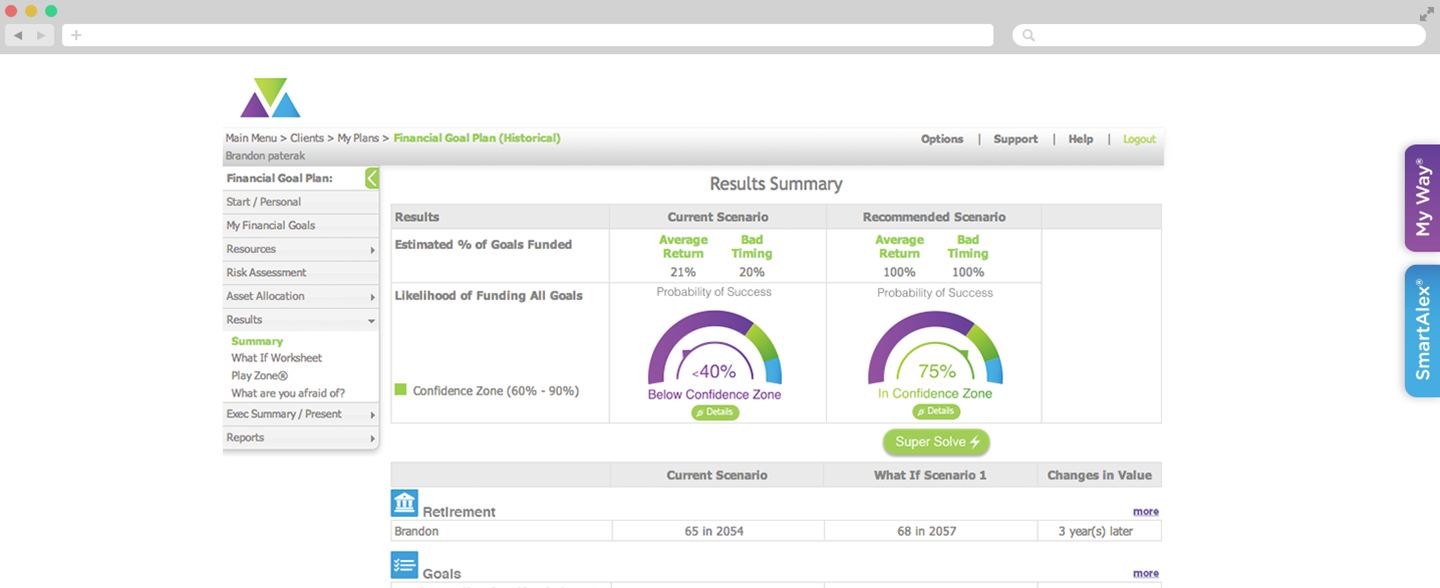 Main Menu > Clients > My Plans > Financial Goal Plan (Historical)
Options | Support | Help | Logout
Brandon paterak
Financial Goal Plan:
Start / Personal
My Financial Goals
Resources
Risk Assessment
Asset Allocation
Results
Summary
What If Worksheet
Play Zone®
What are you afraid of?
Exec Summary / Present
Reports
Results Summary
Results Current Scenario Recommended Scenario
Estimated % of Goals Funded
Average Return Bad Timing Average Return Bad Timing
21% 20% 100% 100%
Likelihood of Funding All Goals
Probability of Success Probability of Success
<40% 75%
Below Confidence Zone In Confidence Zone
Details Details
Confidence Zone (60% - 90%)
Super Solve
Current Scenario What If Scenario 1 Changes in Value
Retirement more
Brandon 65 in 2054 68 in 2057 3 year(s) later
Goals more
My Way®
SmartAlex®